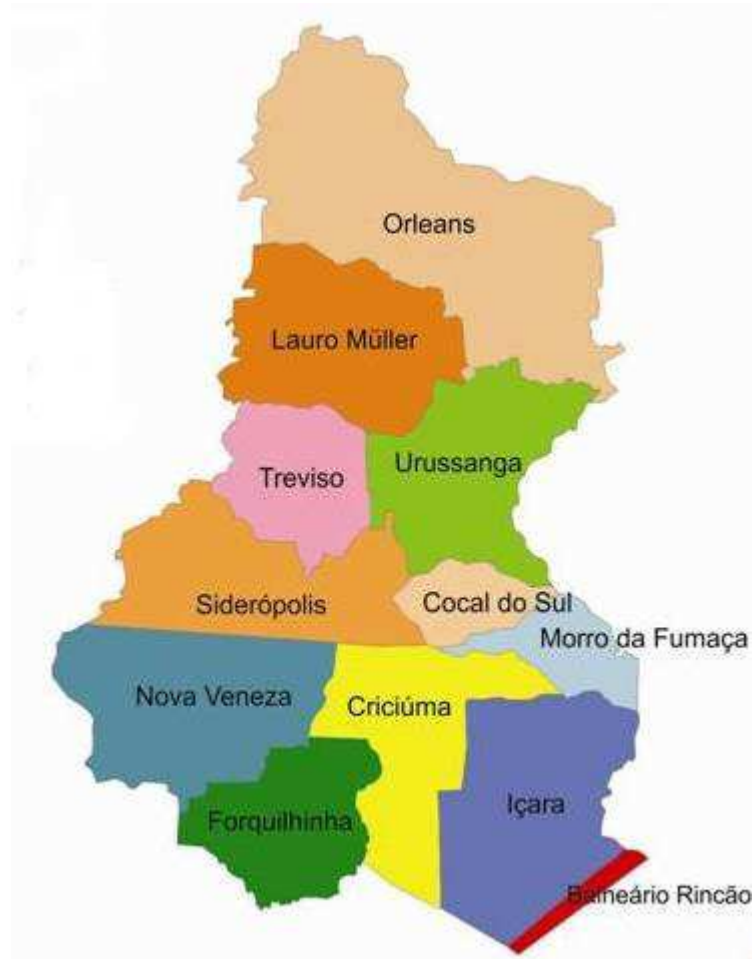 Orleans
Lauro Müller
Urussanga
Treviso
Siderópolis
Cocal do Sul
Morro da Fumaça
Nova Veneza
Criciúma
Içara
Forquilhinha
Balneário Rincão